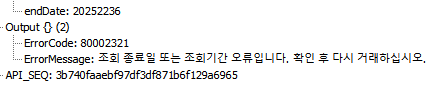 endDate: 20252236
Output {} (2)
ErrorCode: 80002321
ErrorMessage: 조회 종료일 또는 조회기간 오류입니다. 확인 후 다시 거래하십시오.
API_SEQ: 3b740faaebf97df3df871b6f129a6965